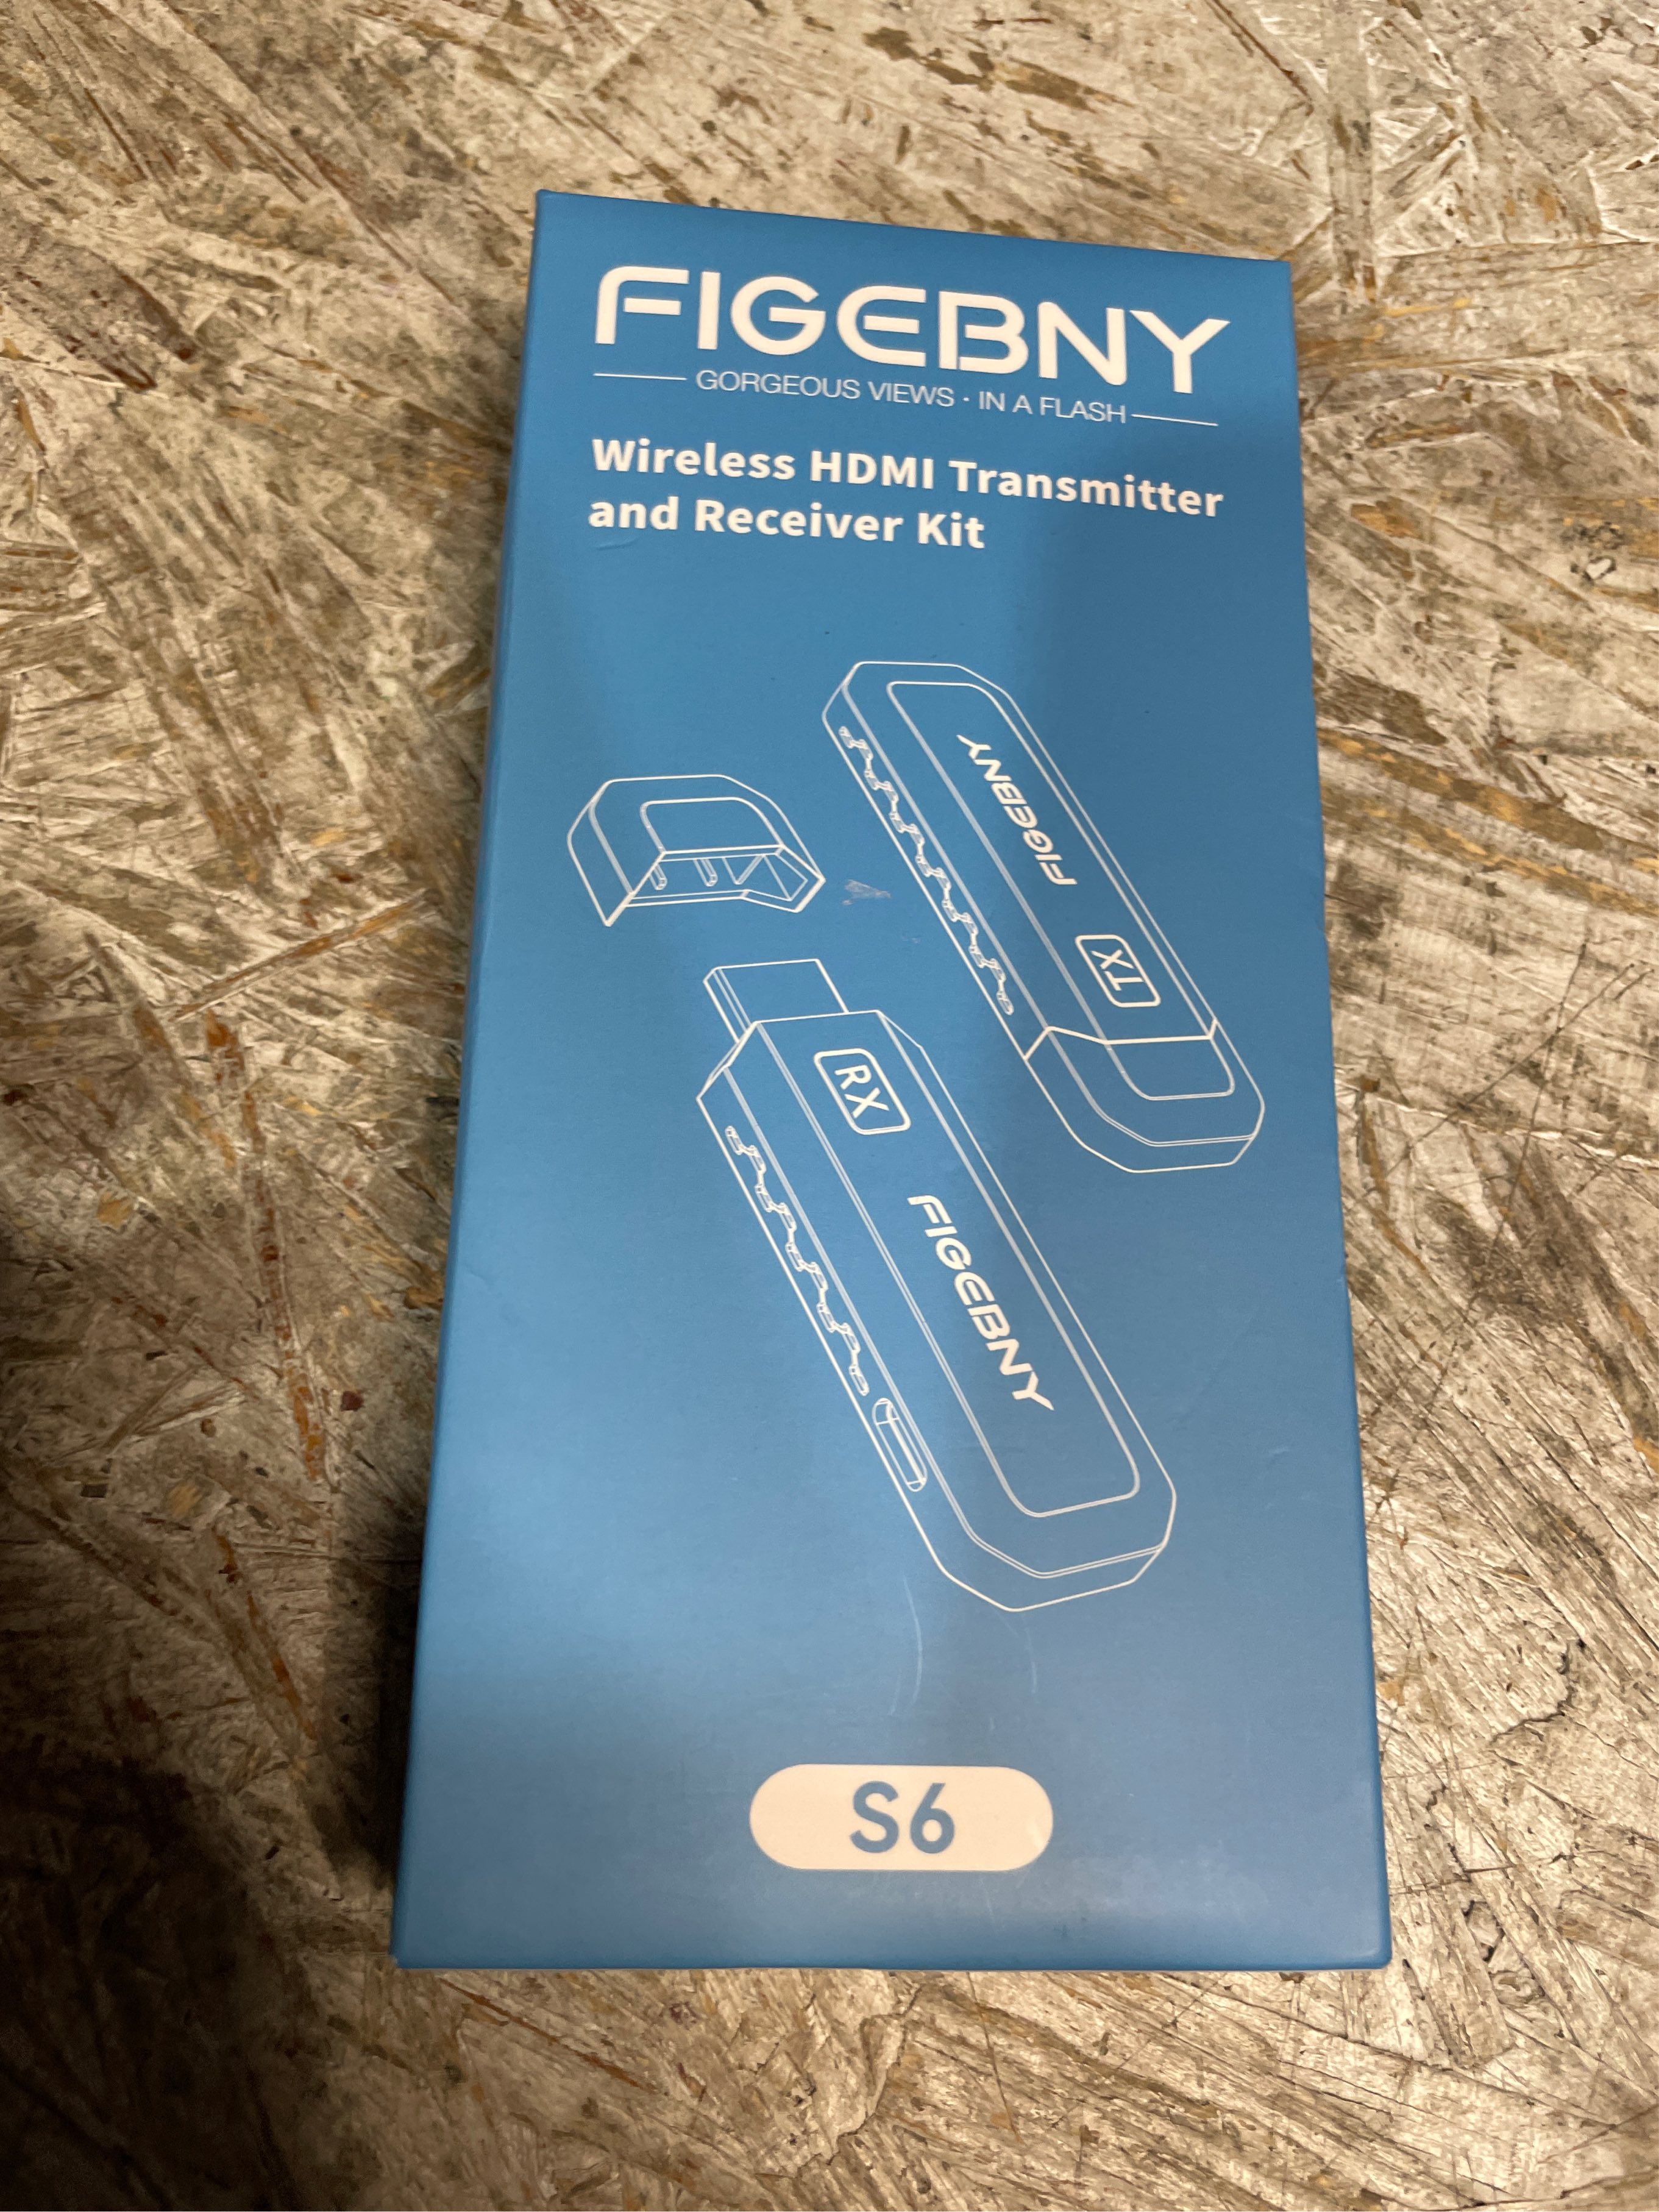 FIGEBNY
GORGEOUS VIEWS · IN A FLASH
Wireless HDMI Transmitter
and Receiver Kit
FIGEBNY
TX
RX
FIGEBNY
S6